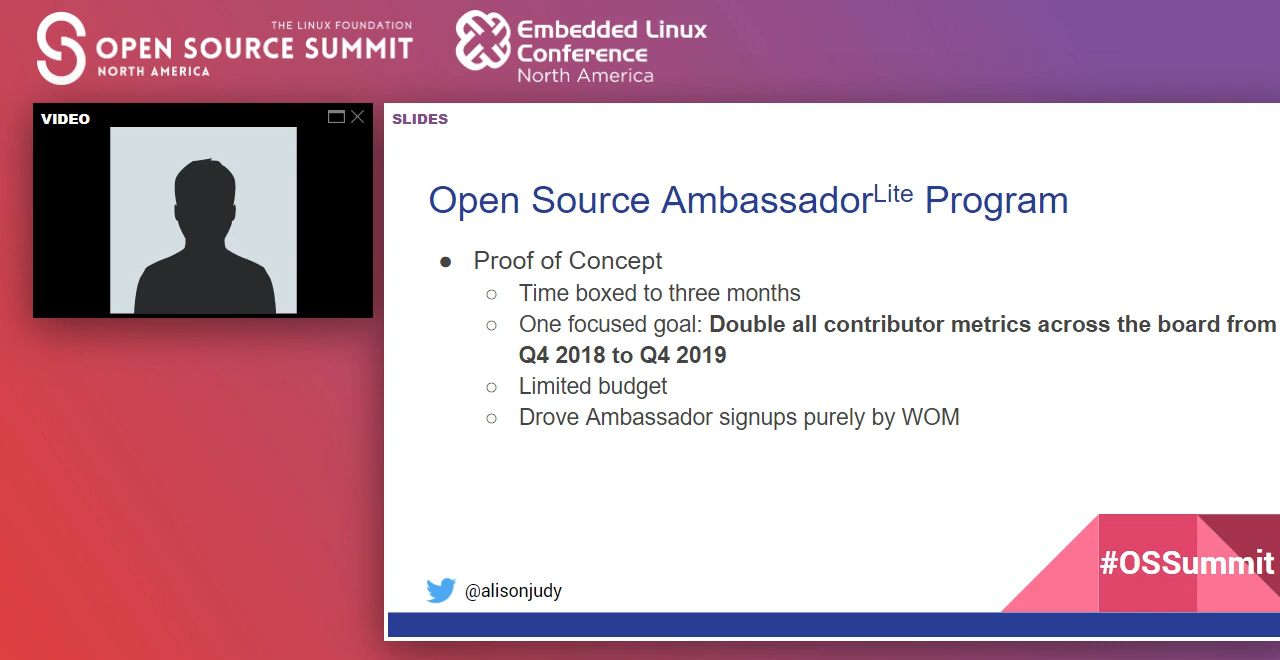 THE LINUX FOUNDATION
OPEN SOURCE SUMMIT
NORTH AMERICA
Embedded Linux
Conference
North America
VIDEO
SLIDES
Open Source AmbassadorLite Program
● Proof of Concept
○ Time boxed to three months
○ One focused goal: Double all contributor metrics across the board from
Q4 2018 to Q4 2019
○ Limited budget
○ Drove Ambassador signups purely by WOM
#OSSummit
@alisonjudy